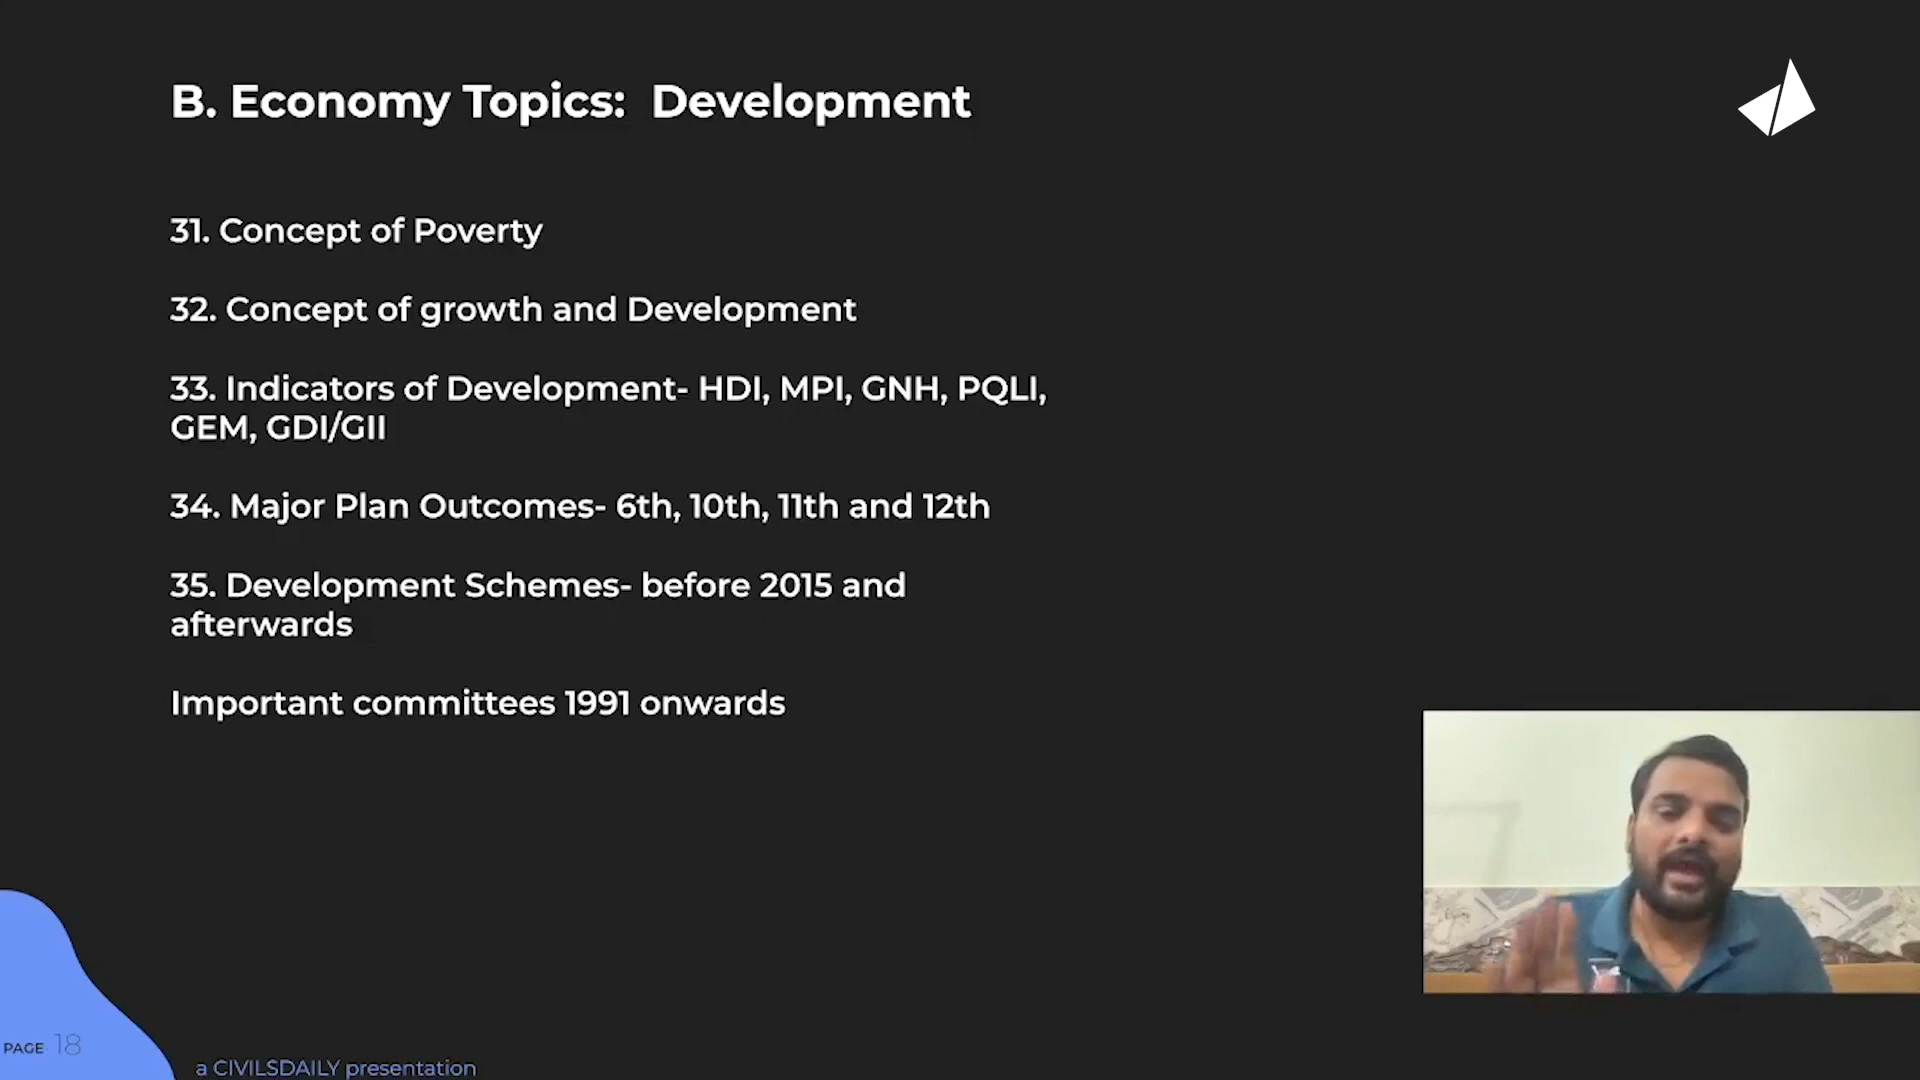 B. Economy Topics: Development
31. Concept of Poverty
32. Concept of growth and Development
33. Indicators of Development- HDI, MPI, GNH, PQLI,
GEM, GDI/GII
34. Major Plan Outcomes- 6th, 10th, 11th and 12th
35. Development Schemes- before 2015 and
afterwards
Important committees 1991 onwards
PAGE 18
a CIVILSDAILY presentation